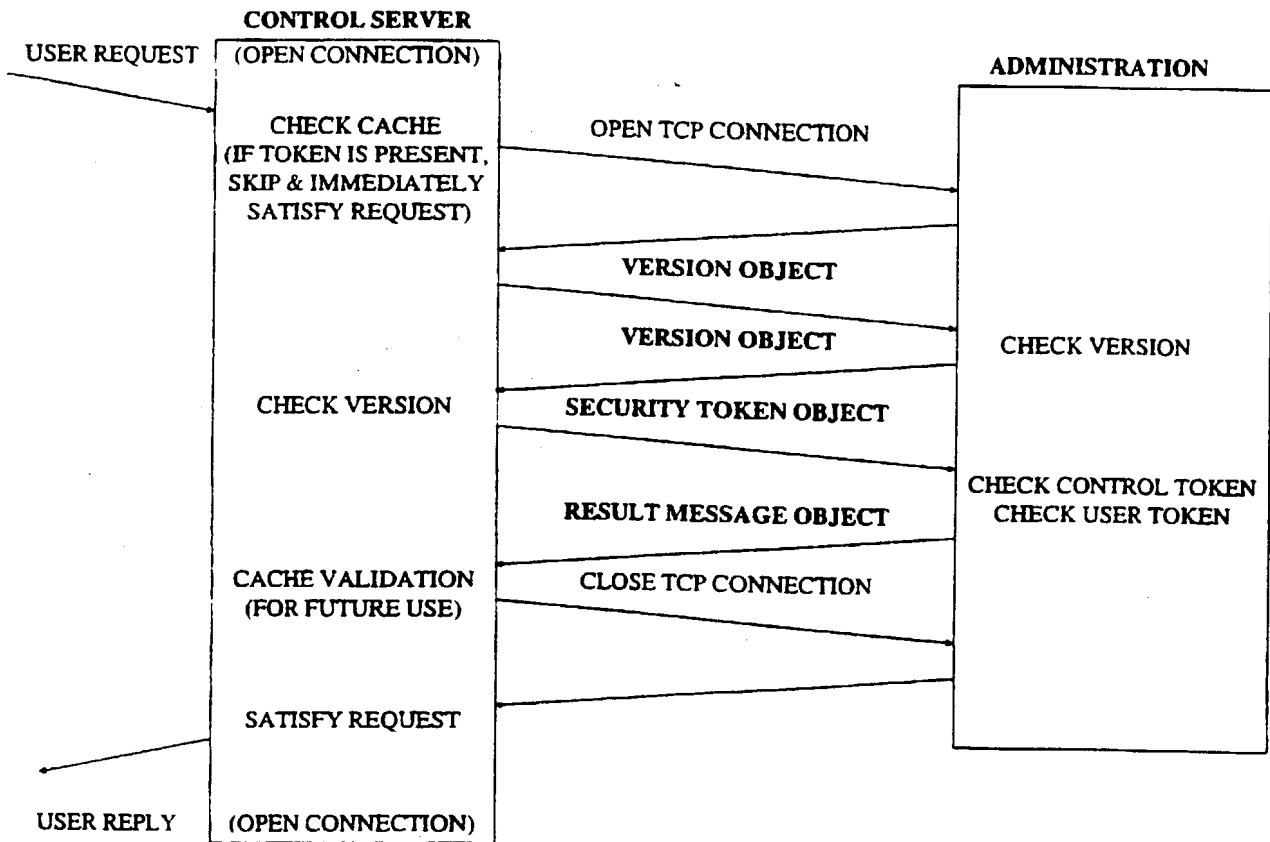 CONTROL SERVER
USER REQUEST
(OPEN CONNECTION)
ADMINISTRATION
CHECK CACHE
(IF TOKEN IS PRESENT,
SKIP & IMMEDIATELY
SATISFY REQUEST)
OPEN TCP CONNECTION
VERSION OBJECT
VERSION OBJECT
CHECK VERSION
CHECK VERSION
SECURITY TOKEN OBJECT
CHECK CONTROL TOKEN
CHECK USER TOKEN
RESULT MESSAGE OBJECT
CACHE VALIDATION
(FOR FUTURE USE)
CLOSE TCP CONNECTION
SATISFY REQUEST
USER REPLY
(OPEN CONNECTION)